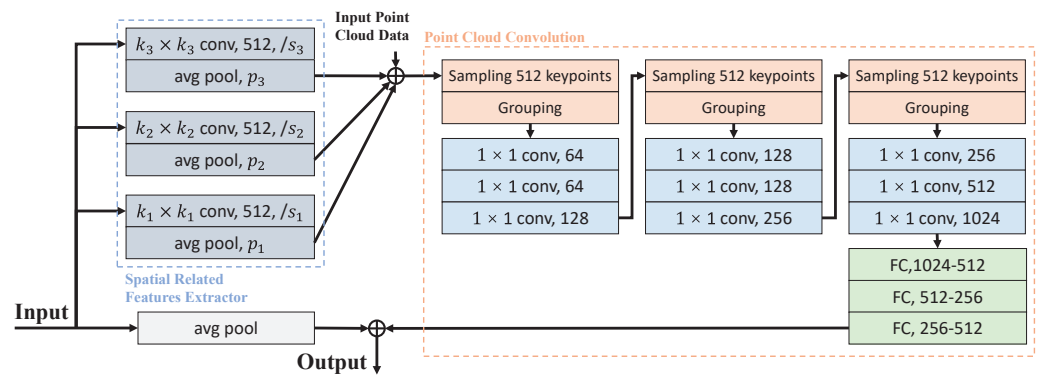 k₃ × k₃ conv, 512, /s₃
avg pool, p₃
k₂ × k₂ conv, 512, /s₂
avg pool, p₂
k₁ × k₁ conv, 512, /s₁
avg pool, p₁
Spatial Related
Features Extractor
Input
avg pool
Output
Input Point
Cloud Data
Point Cloud Convolution
Sampling 512 keypoints
Grouping
1 × 1 conv, 64
1 × 1 conv, 64
1 × 1 conv, 128
Sampling 512 keypoints
Grouping
1 × 1 conv, 128
1 × 1 conv, 128
1 × 1 conv, 256
Sampling 512 keypoints
Grouping
1 × 1 conv, 256
1 × 1 conv, 512
1 × 1 conv, 1024
FC,1024-512
FC, 512-256
FC, 256-512